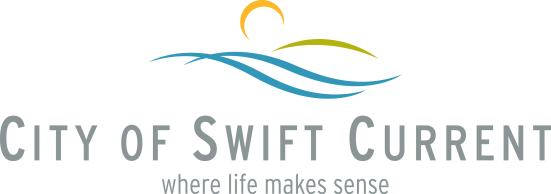 CITY OF SWIFT CURRENT
where life makes sense